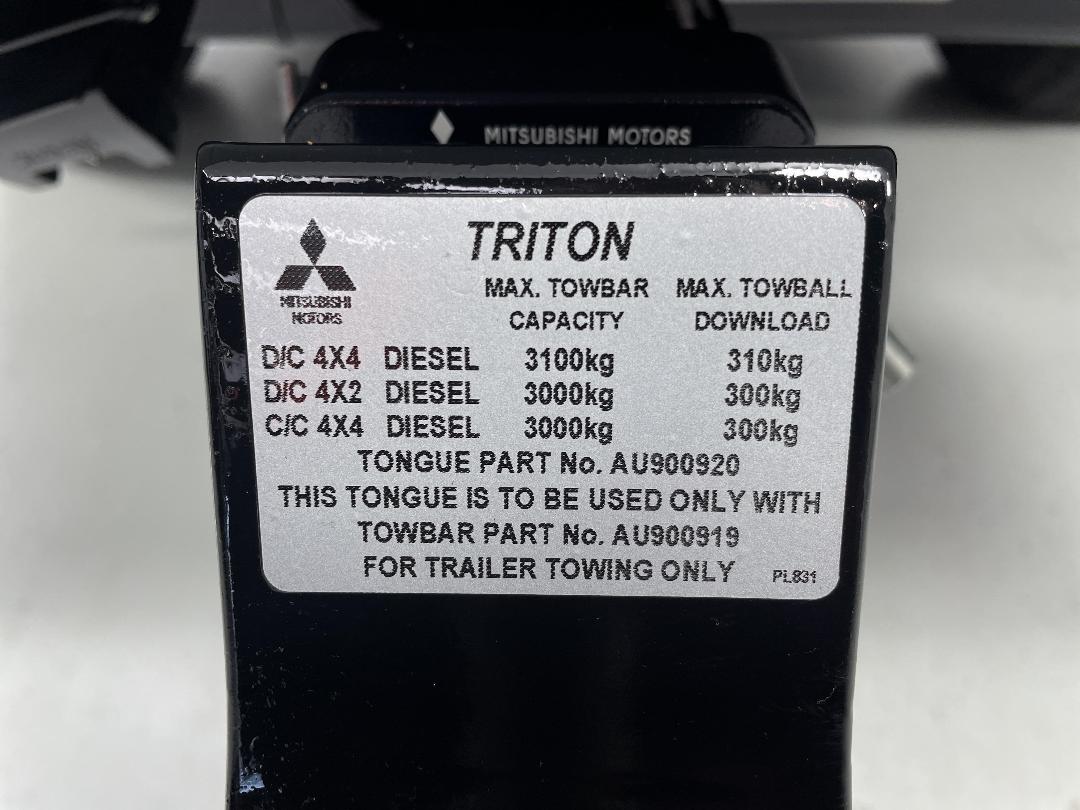 MITSUBISHI MOTORS
TRITON
MITSUBISHI
MOTORS
MAX. TOWBAR MAX. TOWBALL
CAPACITY DOWNLOAD
D/C 4X4 DIESEL 3100kg 310kg
D/C 4X2 DIESEL 3000kg 300kg
C/C 4X4 DIESEL 3000kg 300kg
TONGUE PART No. AU900920
THIS TONGUE IS TO BE USED ONLY WITH
TOWBAR PART No. AU900919
FOR TRAILER TOWING ONLY PL831